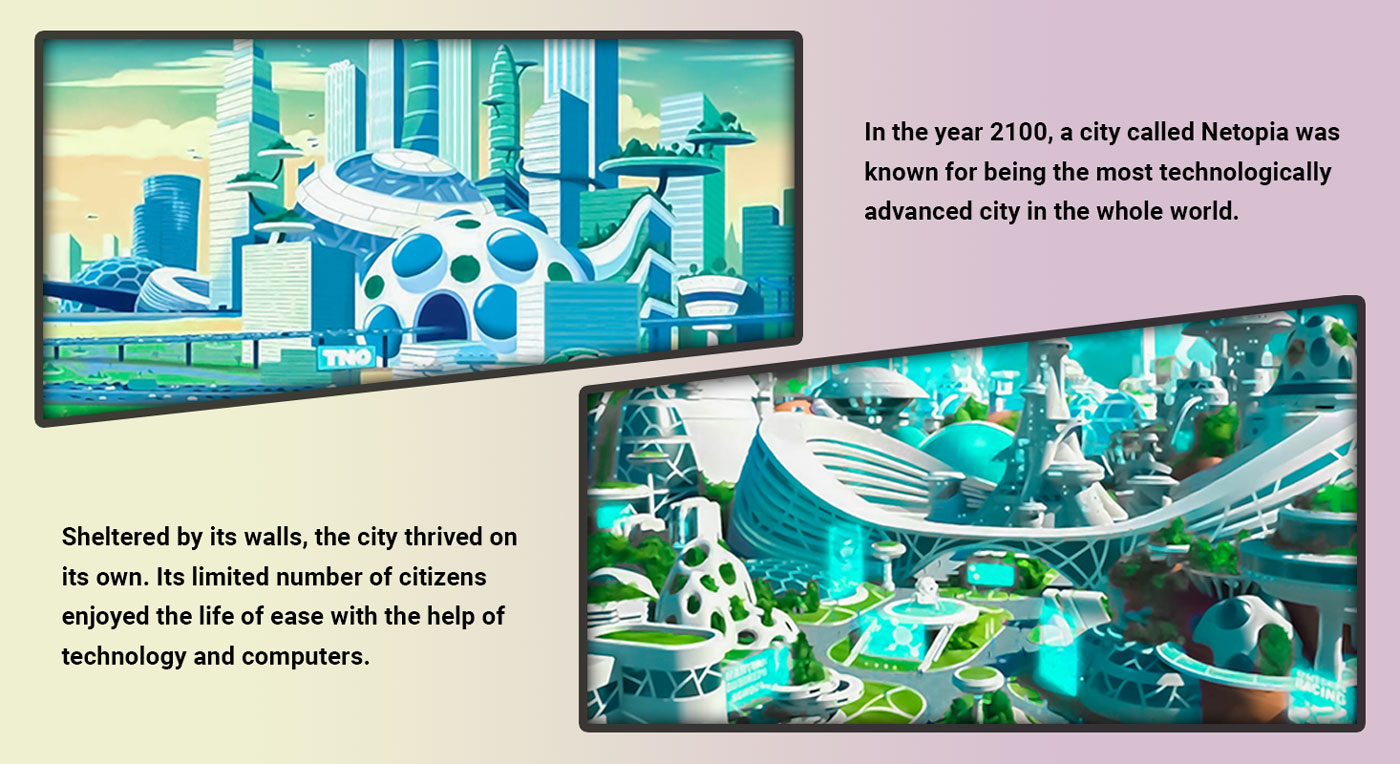 In the year 2100, a city called Netopia was
known for being the most technologically
advanced city in the whole world.
TNO
Sheltered by its walls, the city thrived on
its own. Its limited number of citizens
enjoyed the life of ease with the help of
technology and computers.
RACING